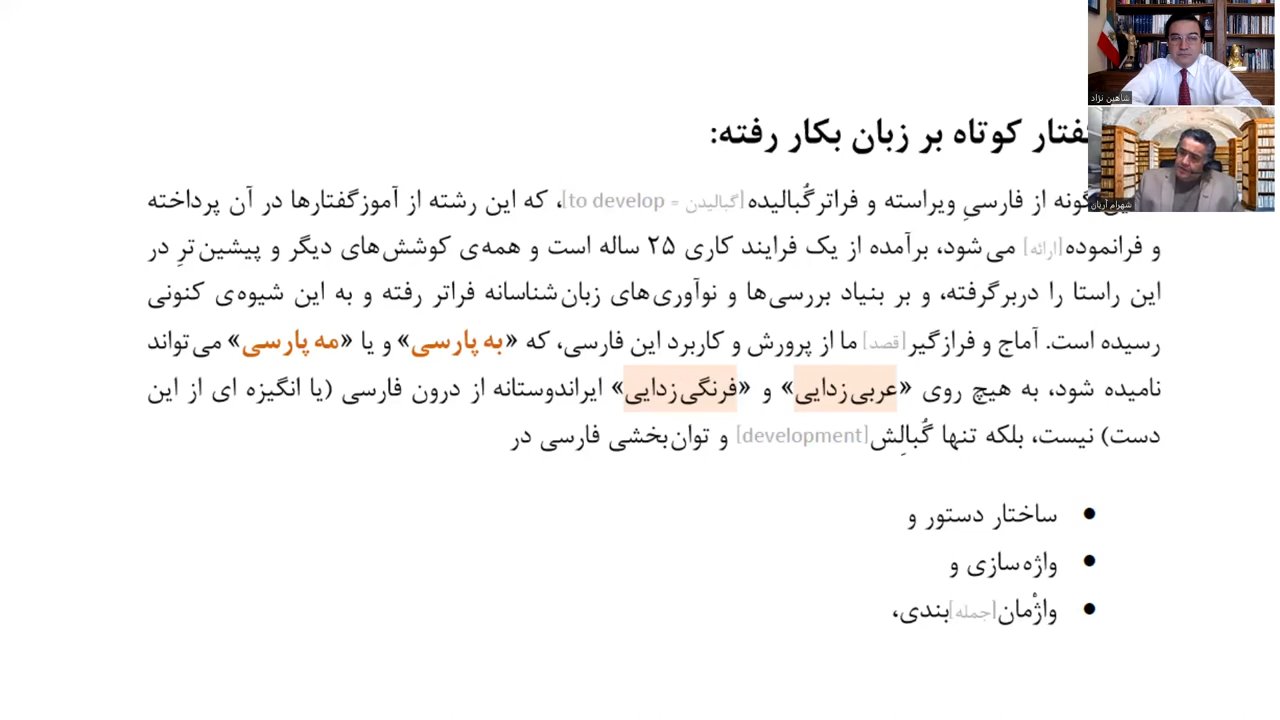 شاهین نژاد
شهرام آریان
گفتار کوتاه بر زبان بکار رفته:
گونه از فارسیِ ویراسته و فراترگُبالیده[گبالیدن = to develop]، که این رشته از آموزگفتارها در آن پرداخته
و فرانموده[ارائه] می‌شود، برآمده از یک فرایند کاری ۲۵ ساله است و همه‌ی کوشش‌های دیگر و پیشین‌ترِ در
این راستا را دربرگرفته، و بر بنیاد بررسی‌ها و نوآوری‌های زبان‌شناسانه فراتر رفته و به این شیوه‌ی کنونی
رسیده است. آماج و فرازگیر[قصد] ما از پرورش و کاربرد این فارسی، که «به پارسی» و یا «مه پارسی» می‌تواند
نامیده شود، به هیچ روی «عربی‌زدایی» و «فرنگی‌زدایی» ایراندوستانه از درون فارسی (یا انگیزه ای از این
دست) نیست، بلکه تنها گُبالِش[development] و توان‌بخشی فارسی در
• ساختار دستور و
• واژه‌سازی و
• واژْمان[جمله]بندی،